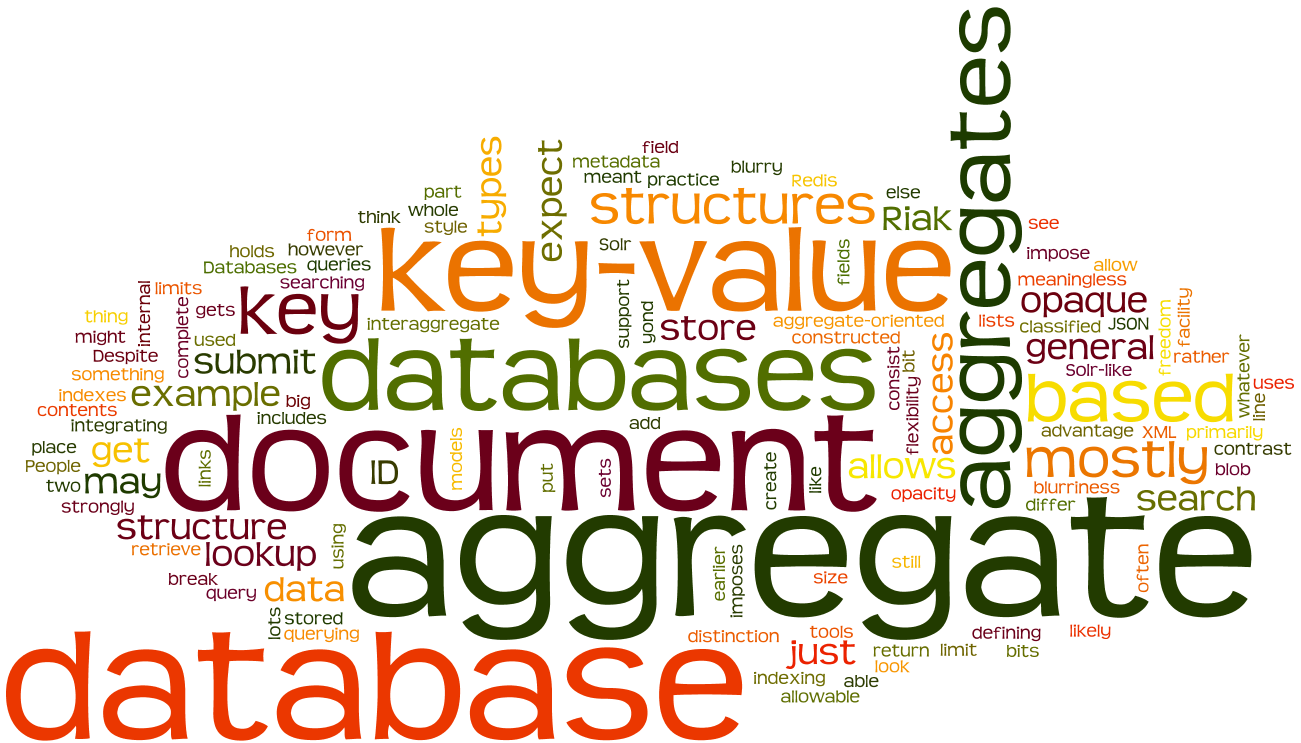 aggregates
field
metadata
blurry
types
expect
meant
practice
Redis
part
else
structures
whole
think
style
Riak
see
form
key-value
Solr
fields
holds
however
impose
Databases
queries
allow
searching
meaningless
internal
limits
key
support
yond
opaque
freedom
facility
complete
gets
thing
interaggregate
store
aggregate-oriented
lists
classified
JSON
might
used
constructed
general
Despite
submit
databases
consist
bit
access
rather
something
Solr-like
whatever
indexes
example
big
flexibility
based
line
uses
contents
includes
integrating
document
add
advantage
XML
primarily
place
get
links
ID
models
put
sets
create
like
allows
mostly
contrast
People
blob
two
may
opacity
blurriness
strongly
differ
search
structure
aggregate
retrieve
lookup
using
earlier
imposes
still
often
break
size
query
data
lots
stored
querying
distinction
tools
defining
likely
database
just
return
limit
bits
look
indexing
able
allowable